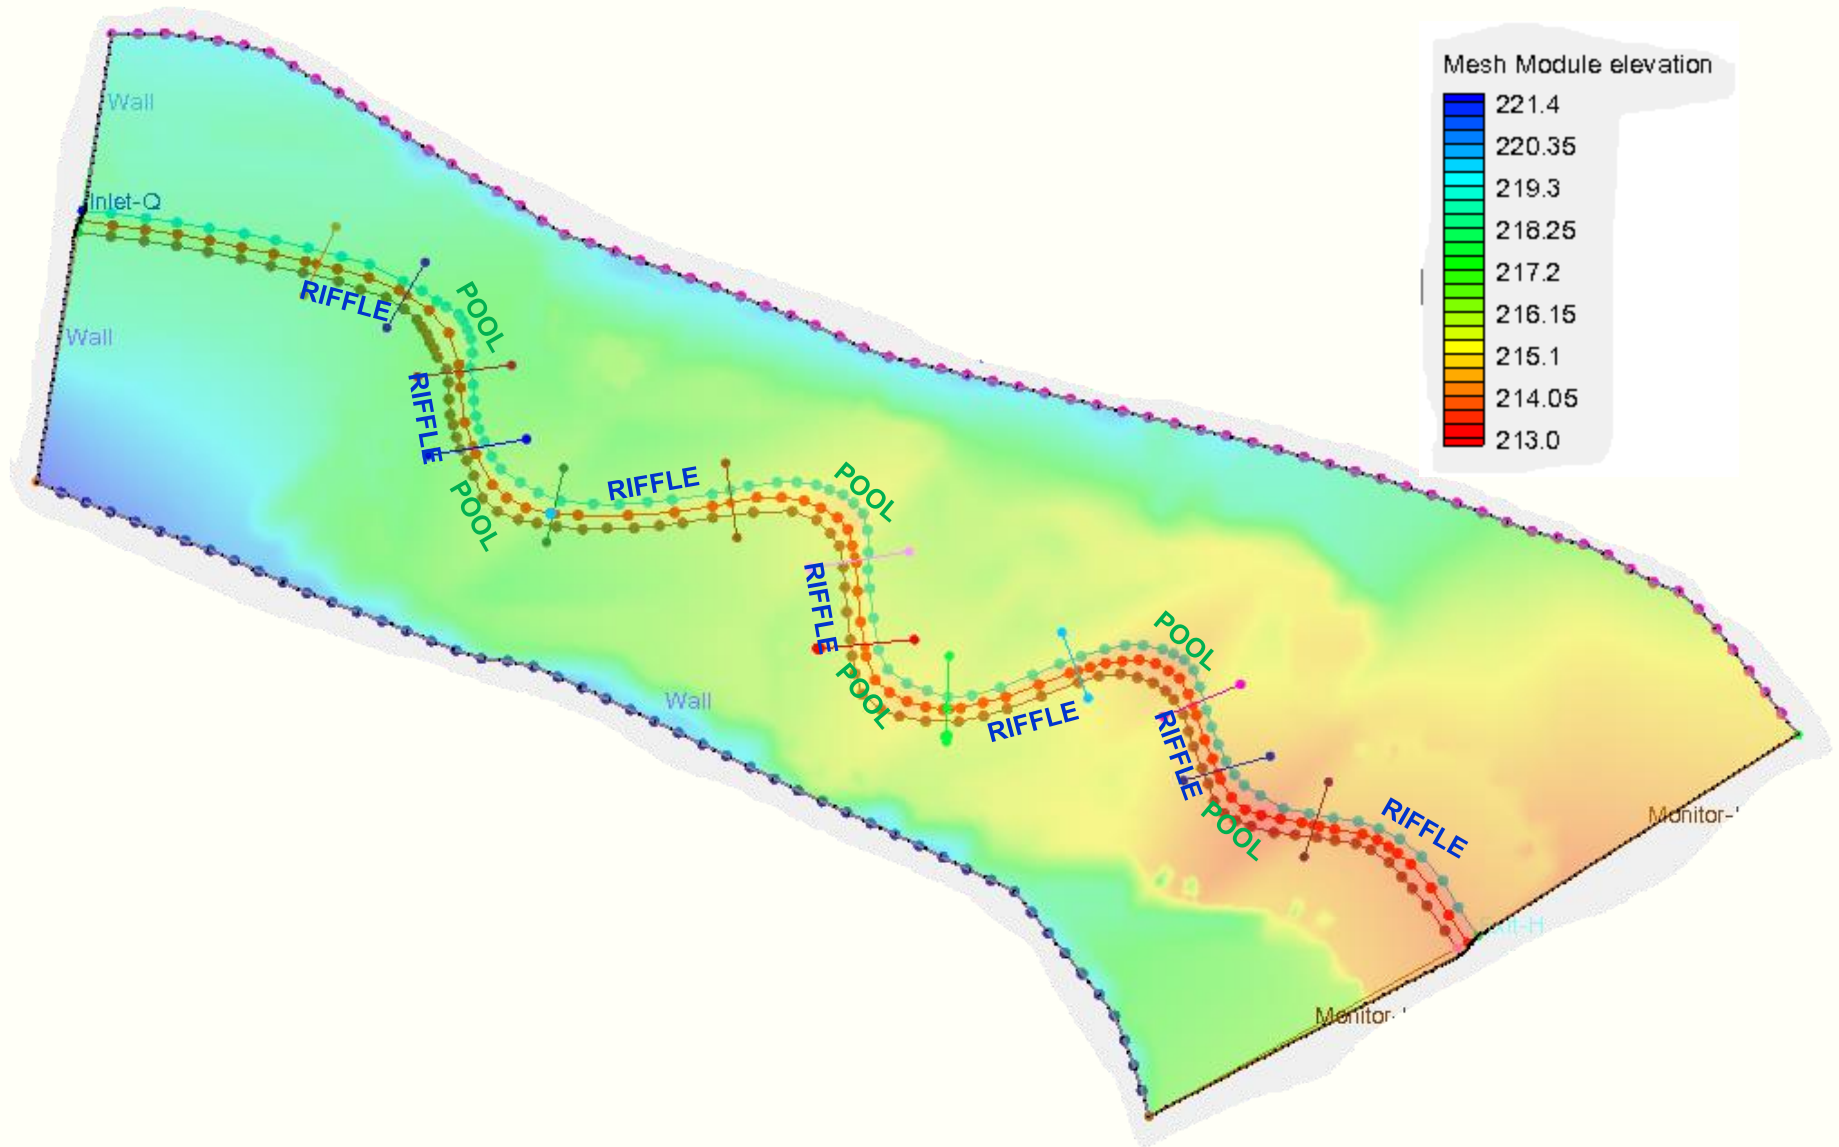 Mesh Module elevation
221.4
220.35
219.3
218.25
217.2
216.15
215.1
214.05
213.0
Wall
Inlet-Q
RIFFLE
POOL
Wall
RIFFLE
POOL
RIFFLE
POOL
RIFFLE
POOL
Wall
RIFFLE
POOL
RIFFLE
POOL
RIFFLE
Monitor-
Exit-H
Monitor-